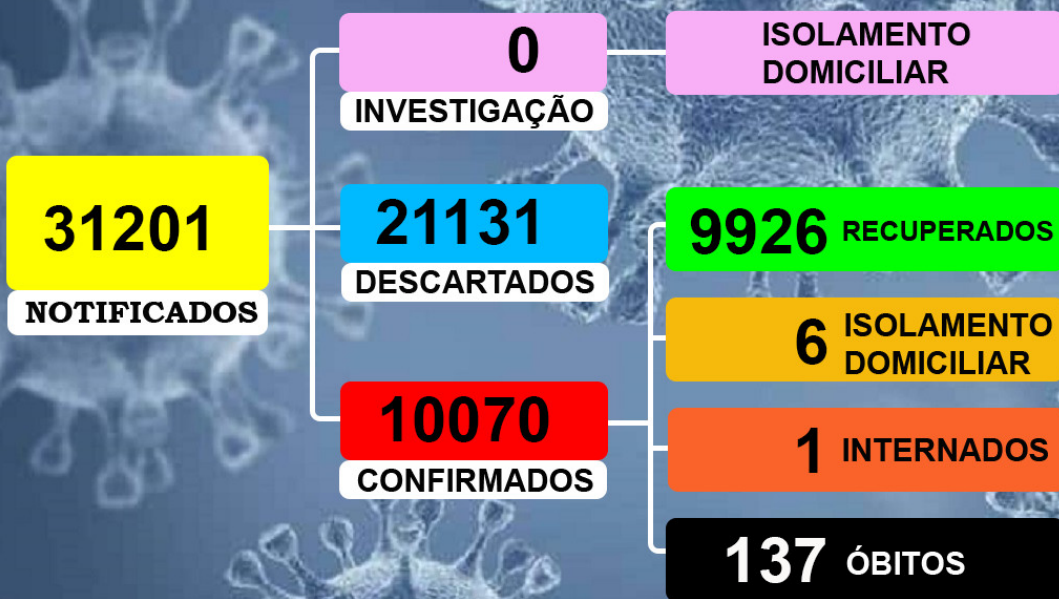 0
INVESTIGAÇÃO
ISOLAMENTO
DOMICILIAR
31201
NOTIFICADOS
21131
DESCARTADOS
10070
CONFIRMADOS
9926 RECUPERADOS
6 ISOLAMENTO
DOMICILIAR
1 INTERNADOS
137 ÓBITOS